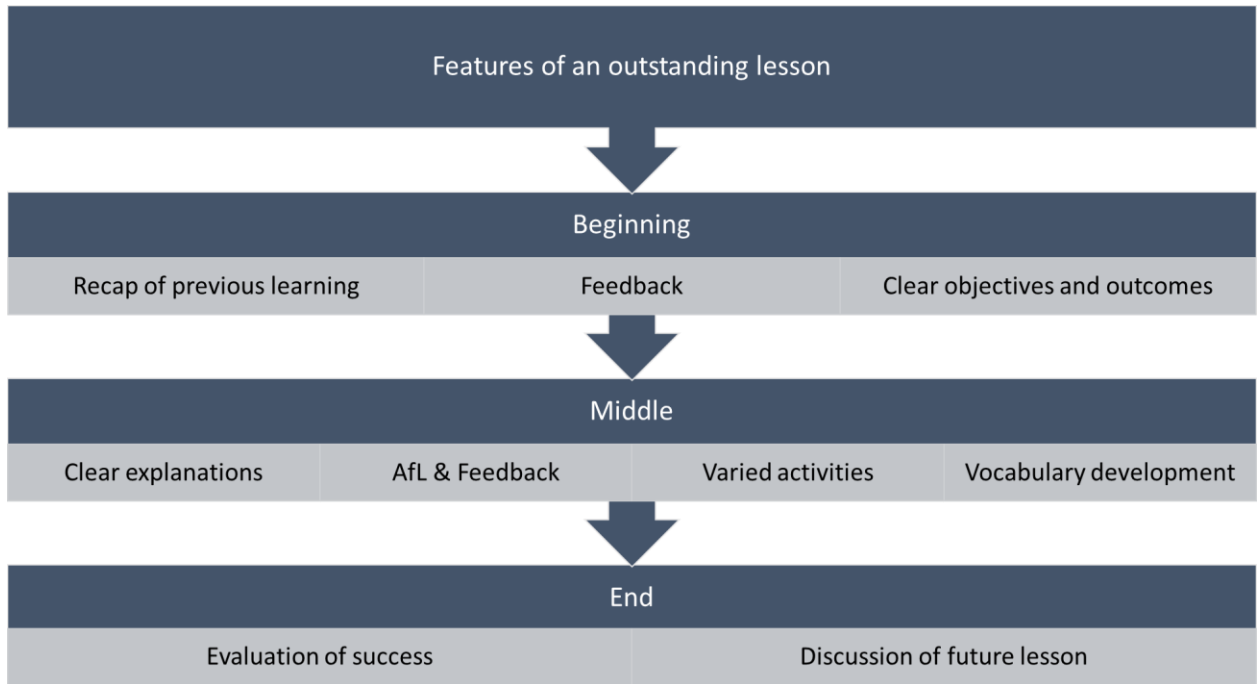 Features of an outstanding lesson
Beginning
Recap of previous learning
Feedback
Clear objectives and outcomes
Middle
Clear explanations
AfL & Feedback
Varied activities
Vocabulary development
End
Evaluation of success
Discussion of future lesson